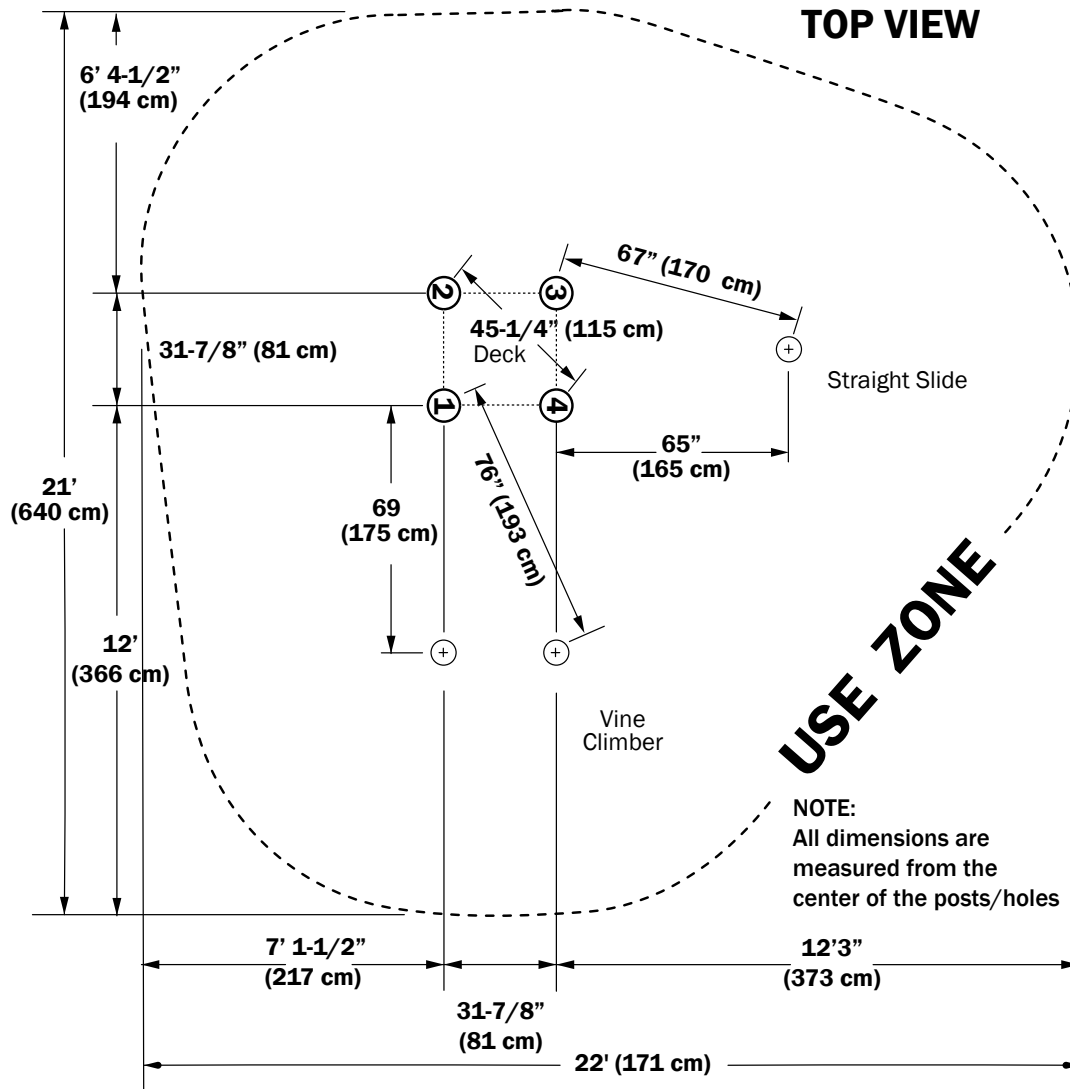 TOP VIEW
6’ 4-1/2”
(194 cm)
67” (170 cm)
2
3
45-1/4” (115 cm)
Deck
31-7/8” (81 cm)
Straight Slide
1
4
65”
(165 cm)
76” (193 cm)
69
(175 cm)
21’
(640 cm)
12’
(366 cm)
USE ZONE
Vine
Climber
NOTE:
All dimensions are
measured from the
center of the posts/holes
7’ 1-1/2”
(217 cm)
12’3”
(373 cm)
31-7/8”
(81 cm)
22' (171 cm)